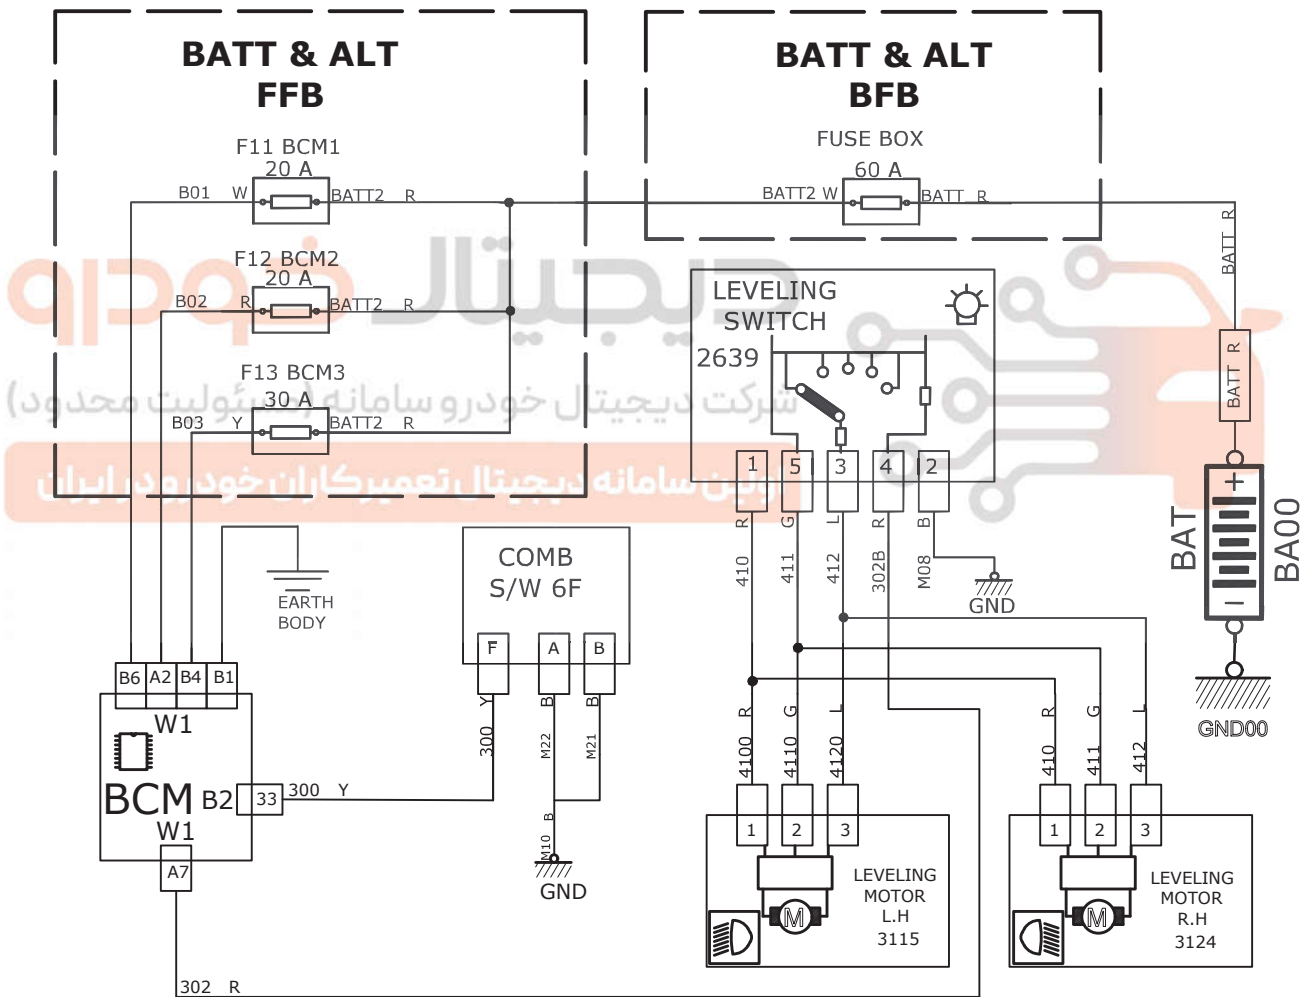 BATT & ALT
FFB
BATT & ALT
BFB
F11 BCM1
20 A
B01 W
BATT2 R
FUSE BOX
60 A
BATT2 W
BATT R
BATT R
BATT R
F12 BCM2
20 A
B02 R
BATT2 R
دیجیتال خودرو
شرکت دیجیتال خودرو سامانه (مسئولیت محدود)
اولین سامانه دیجیتال تعمیرکاران خودرو در ایران
F13 BCM3
30 A
B03 Y
BATT2 R
LEVELING
SWITCH
2639
1
5
3
4
2
R
G
L
R
B
410
411
412
302B
M08
GND
+
BAT
BA00
−
GND00
EARTH
BODY
COMB
S/W 6F
F
A
B
Y
B
B
300
M22
M21
M10 B
GND
B6
A2
B4
B1
W1
BCM
B2
33
300 Y
W1
A7
302 R
R
G
L
4100
4110
4120
R
G
L
410
411
412
1
2
3
M
LEVELING
MOTOR
L.H
3115
1
2
3
M
LEVELING
MOTOR
R.H
3124